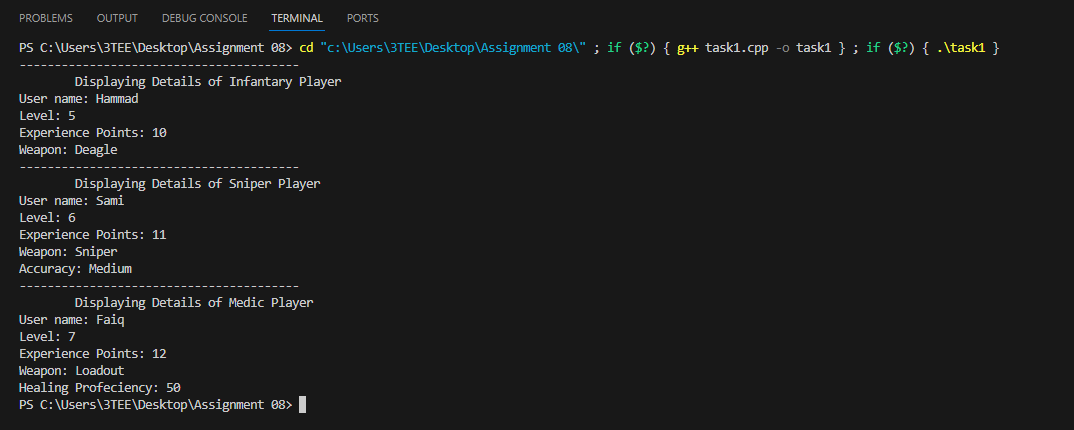 PROBLEMS OUTPUT DEBUG CONSOLE TERMINAL PORTS
PS C:\Users\3TEE\Desktop\Assignment 08> cd "c:\Users\3TEE\Desktop\Assignment 08\" ; if ($?) { g++ task1.cpp -o task1 } ; if ($?) { .\task1 }
----------------------------------------
Displaying Details of Infantary Player
User name: Hammad
Level: 5
Experience Points: 10
Weapon: Deagle
----------------------------------------
Displaying Details of Sniper Player
User name: Sami
Level: 6
Experience Points: 11
Weapon: Sniper
Accuracy: Medium
----------------------------------------
Displaying Details of Medic Player
User name: Faiq
Level: 7
Experience Points: 12
Weapon: Loadout
Healing Profeciency: 50
PS C:\Users\3TEE\Desktop\Assignment 08>